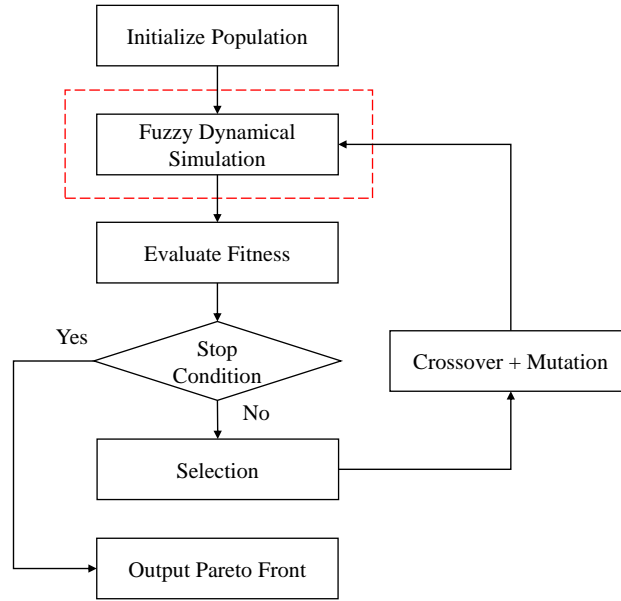 Initialize Population
Fuzzy Dynamical
Simulation
Evaluate Fitness
Yes
Stop
Condition
No
Crossover + Mutation
Selection
Output Pareto Front